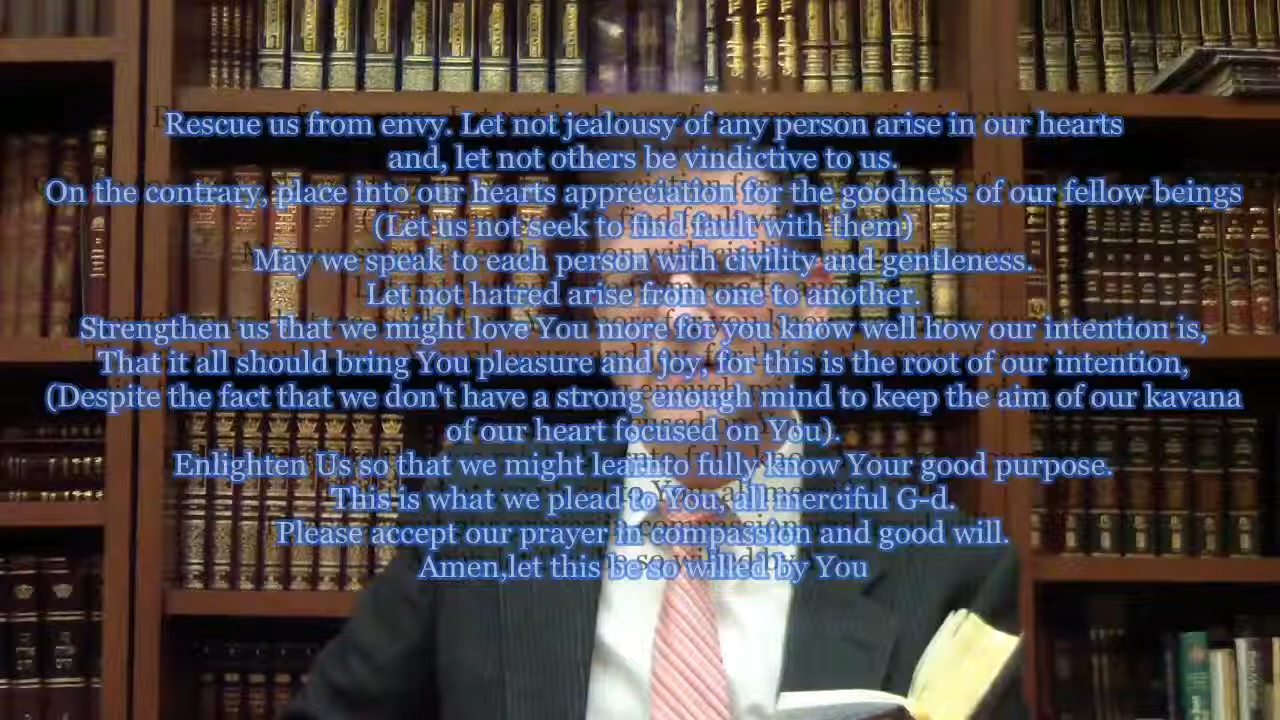 Rescue us from envy. Let not jealousy of any person arise in our hearts
and, let not others be vindictive to us.
On the contrary, place into our hearts appreciation for the goodness of our fellow beings
(Let us not seek to find fault with them)
May we speak to each person with civility and gentleness.
Let not hatred arise from one to another.
Strengthen us that we might love You more for you know well how our intention is,
That it all should bring You pleasure and joy, for this is the root of our intention,
(Despite the fact that we don't have a strong enough mind to keep the aim of our kavana
of our heart focused on You).
Enlighten Us so that we might learnto fully know Your good purpose.
This is what we plead to You, all merciful G-d.
Please accept our prayer in compassion and good will.
Amen,let this be so willed by You